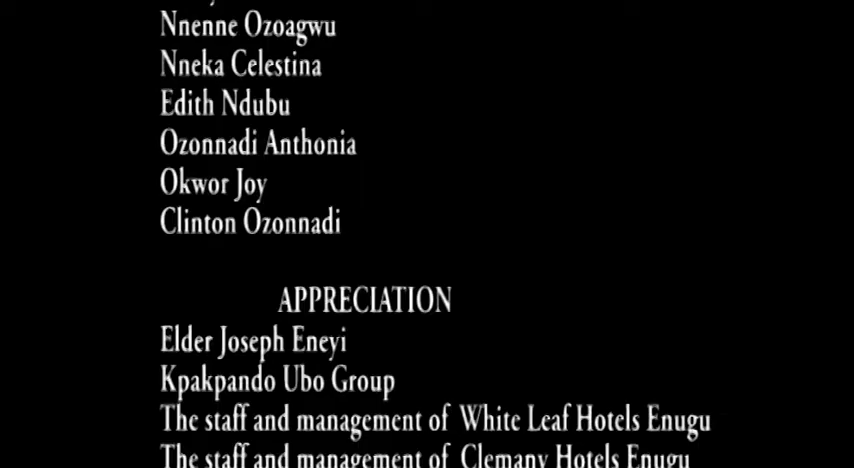 Nnenne Ozoagwu
Nneka Celestina
Edith Ndubu
Ozonnadi Anthonia
Okwor Joy
Clinton Ozonnadi
APPRECIATION
Elder Joseph Eneyi
Kpakpando Ubo Group
The staff and management of White Leaf Hotels Enugu
The staff and management of Clemany Hotels Enugu